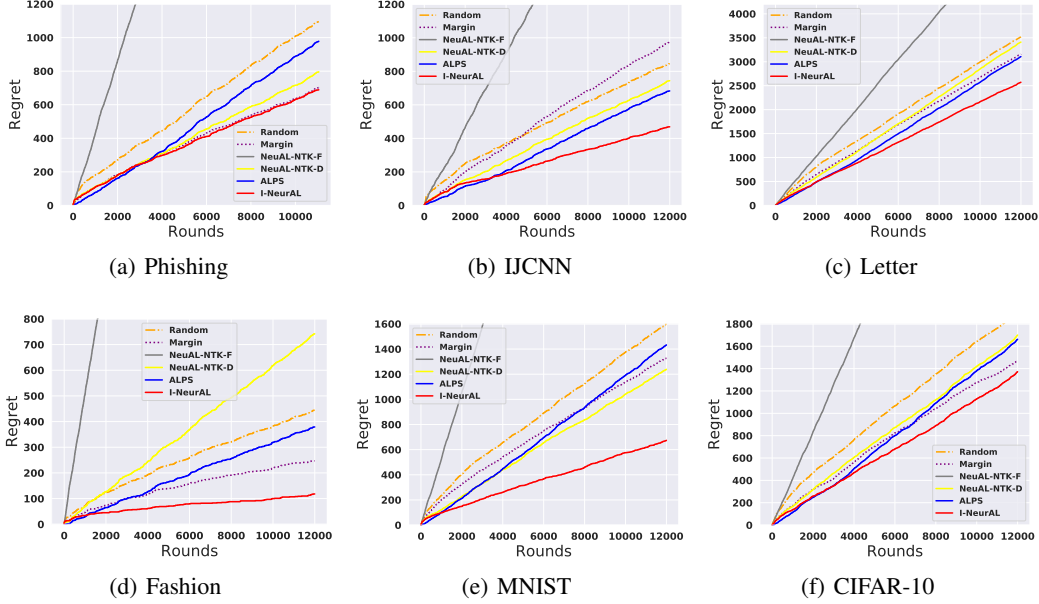 1200
1000
800
600
400
200
0
Regret
0 2000 4000 6000 8000 10000
Rounds
Random
Margin
NeuAL-NTK-F
NeuAL-NTK-D
ALPS
I-NeurAL
(a) Phishing
1200
1000
800
600
400
200
0
Regret
0 2000 4000 6000 8000 10000 12000
Rounds
Random
Margin
NeuAL-NTK-F
NeuAL-NTK-D
ALPS
I-NeurAL
(b) IJCNN
4000
3500
3000
2500
2000
1500
1000
500
0
Regret
0 2000 4000 6000 8000 10000 12000
Rounds
Random
Margin
NeuAL-NTK-F
NeuAL-NTK-D
ALPS
I-NeurAL
(c) Letter
800
700
600
500
400
300
200
100
0
Regret
0 2000 4000 6000 8000 10000 12000
Rounds
Random
Margin
NeuAL-NTK-F
NeuAL-NTK-D
ALPS
I-NeurAL
(d) Fashion
1600
1400
1200
1000
800
600
400
200
0
Regret
0 2000 4000 6000 8000 10000 12000
Rounds
Random
Margin
NeuAL-NTK-F
NeuAL-NTK-D
ALPS
I-NeurAL
(e) MNIST
1800
1600
1400
1200
1000
800
600
400
200
0
Regret
0 2000 4000 6000 8000 10000 12000
Rounds
Random
Margin
NeuAL-NTK-F
NeuAL-NTK-D
ALPS
I-NeurAL
(f) CIFAR-10